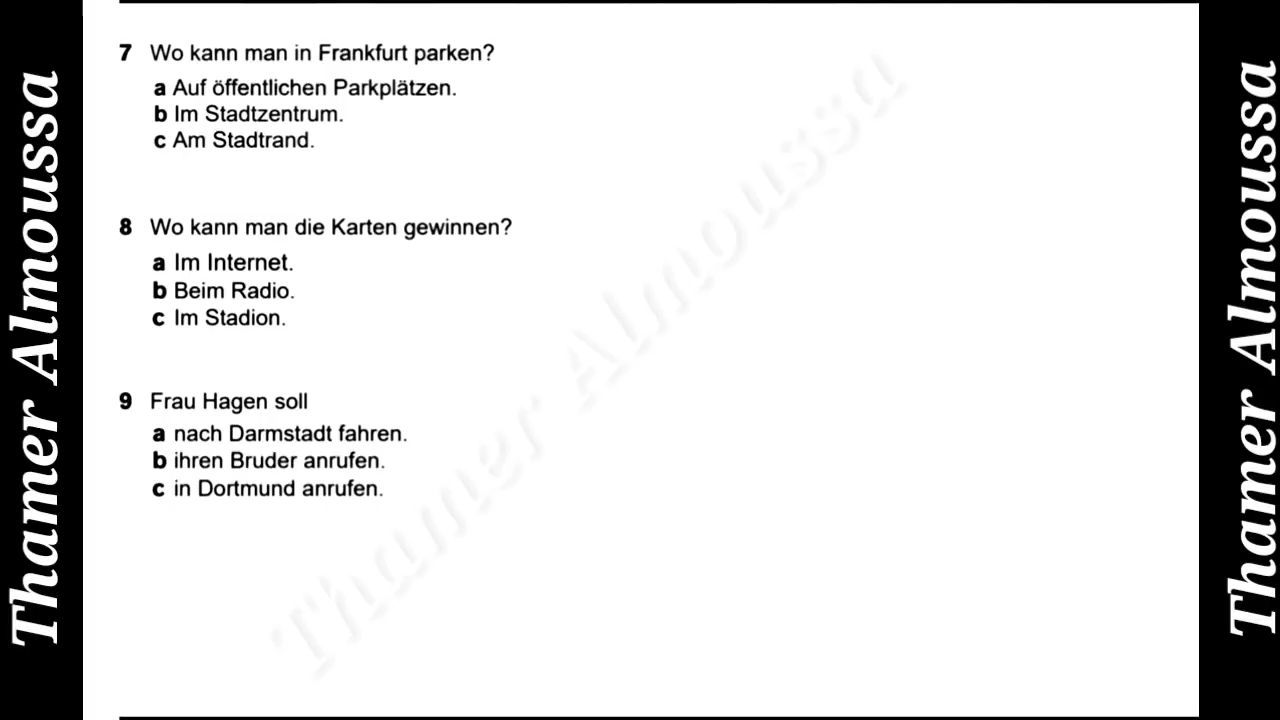 Thamer Almoussa
7 Wo kann man in Frankfurt parken?
a Auf öffentlichen Parkplätzen.
b Im Stadtzentrum.
c Am Stadtrand.
8 Wo kann man die Karten gewinnen?
a Im Internet.
b Beim Radio.
c Im Stadion.
9 Frau Hagen soll
a nach Darmstadt fahren.
b ihren Bruder anrufen.
c in Dortmund anrufen.
Thamer Almoussa
Thamer Almoussa